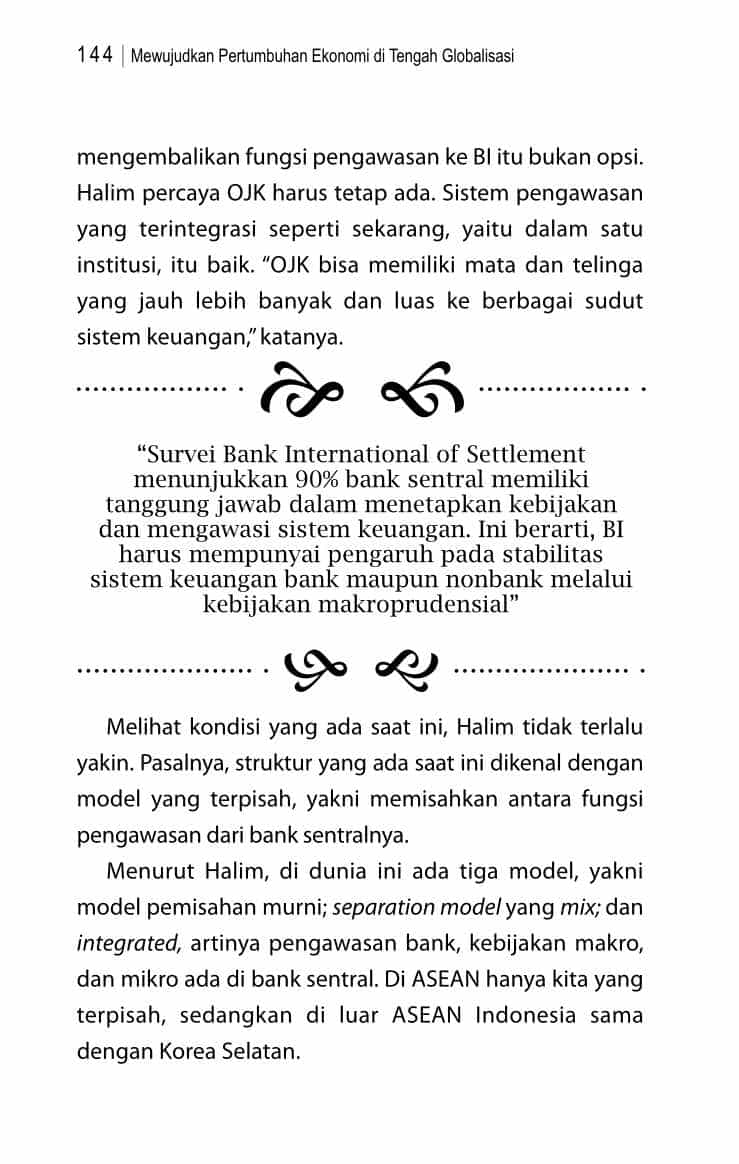 144 | Mewujudkan Pertumbuhan Ekonomi di Tengah Globalisasi
mengembalikan fungsi pengawasan ke BI itu bukan opsi.
Halim percaya OJK harus tetap ada. Sistem pengawasan
yang terintegrasi seperti sekarang, yaitu dalam satu
institusi, itu baik. “OJK bisa memiliki mata dan telinga
yang jauh lebih banyak dan luas ke berbagai sudut
sistem keuangan,” katanya.
“Survei Bank International of Settlement
menunjukkan 90% bank sentral memiliki
tanggung jawab dalam menetapkan kebijakan
dan mengawasi sistem keuangan. Ini berarti, BI
harus mempunyai pengaruh pada stabilitas
sistem keuangan bank maupun nonbank melalui
kebijakan makroprudensial”
Melihat kondisi yang ada saat ini, Halim tidak terlalu
yakin. Pasalnya, struktur yang ada saat ini dikenal dengan
model yang terpisah, yakni memisahkan antara fungsi
pengawasan dari bank sentralnya.
Menurut Halim, di dunia ini ada tiga model, yakni
model pemisahan murni; separation model yang mix; dan
integrated, artinya pengawasan bank, kebijakan makro,
dan mikro ada di bank sentral. Di ASEAN hanya kita yang
terpisah, sedangkan di luar ASEAN Indonesia sama
dengan Korea Selatan.